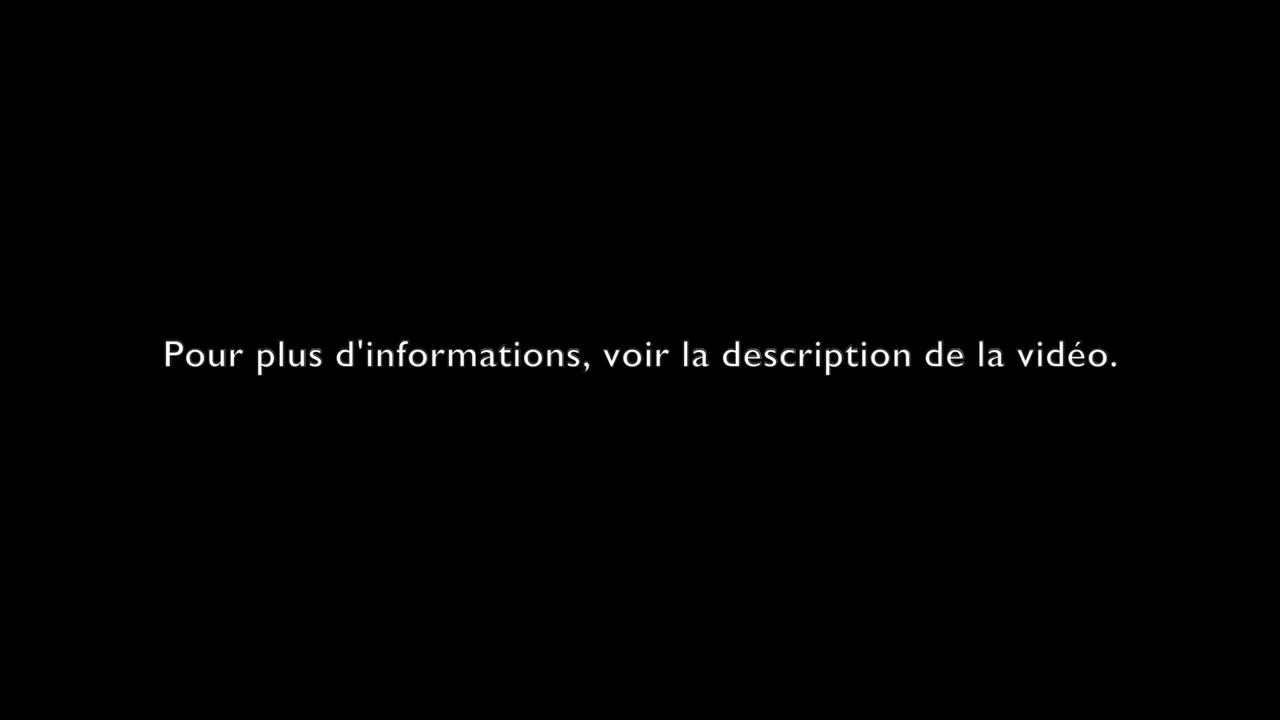 Pour plus d'informations, voir la description de la vidéo.